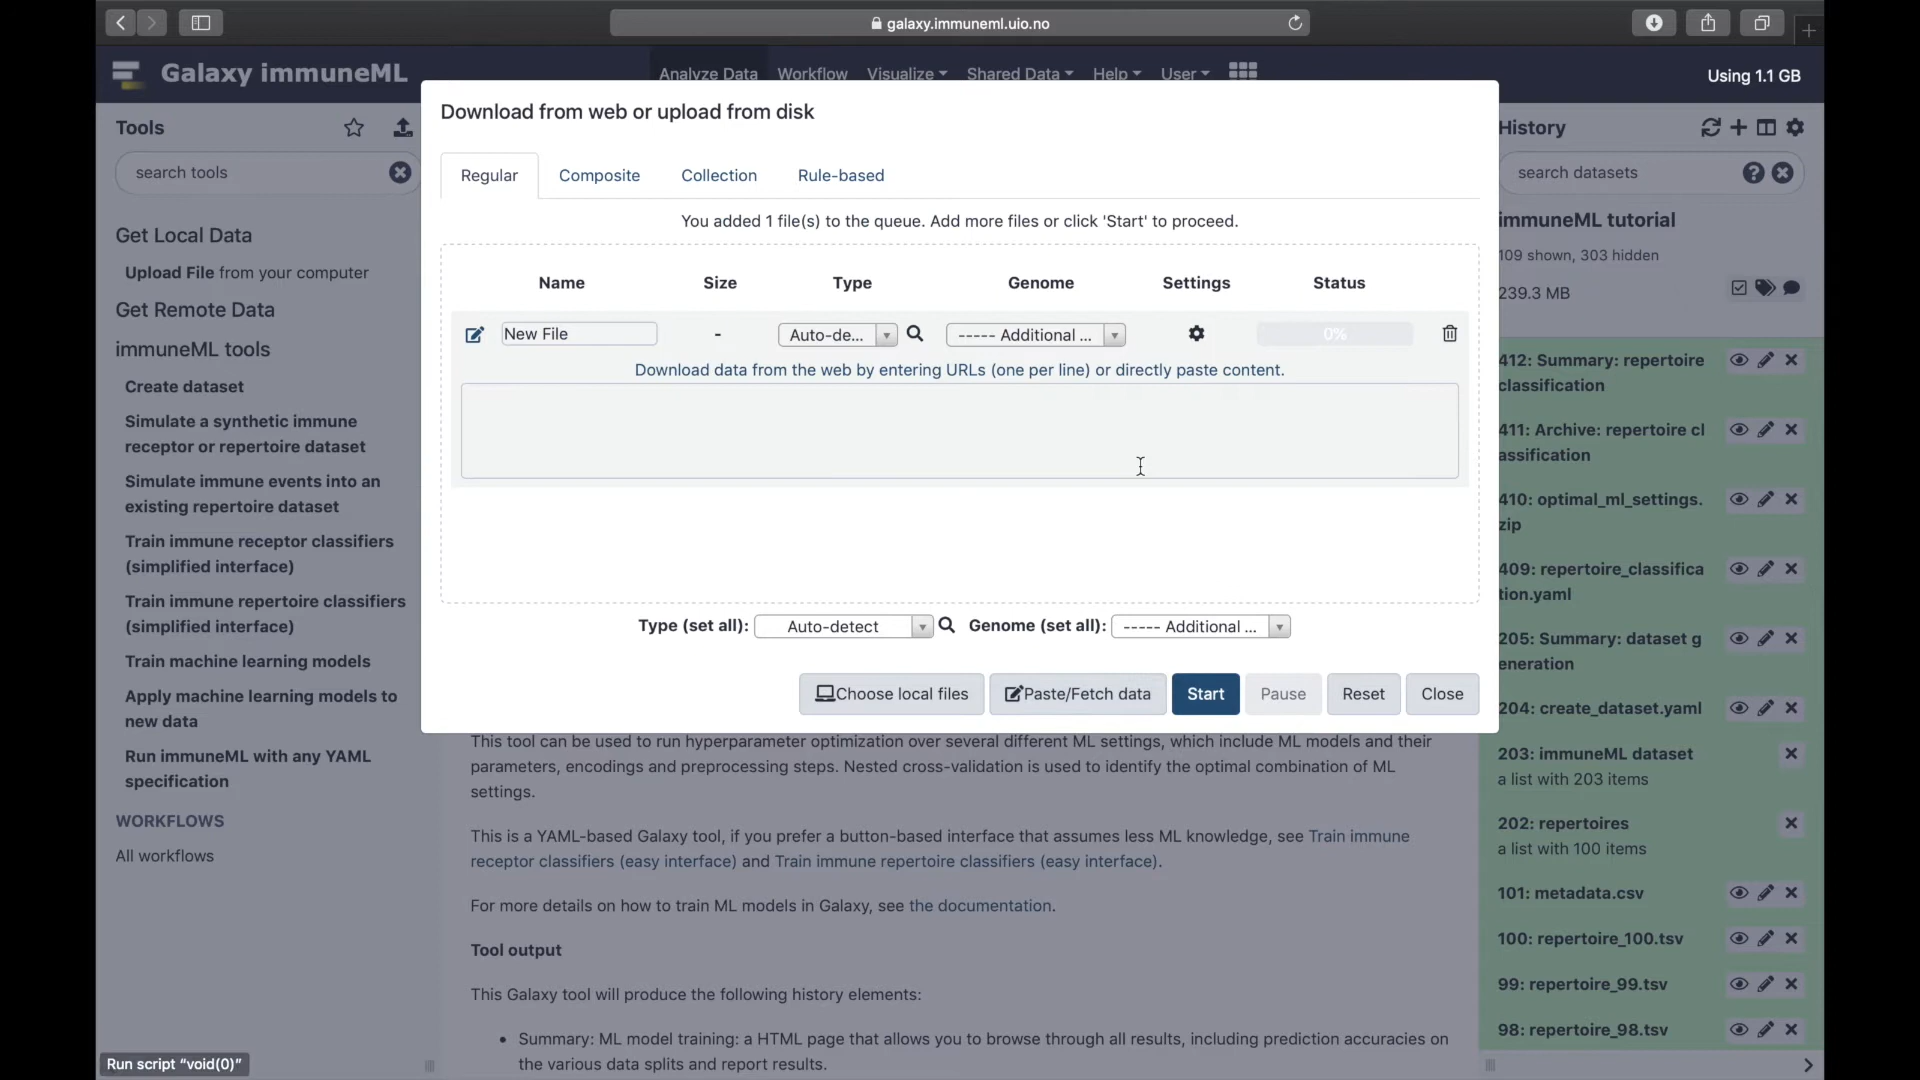 galaxy.immuneml.uio.no
Galaxy immuneML
Analyze Data
Workflow
Visualize
Shared Data
Help
User
Using 1.1 GB
Tools
search tools
Get Local Data
Upload File from your computer
Get Remote Data
immuneML tools
Create dataset
Simulate a synthetic immune
receptor or repertoire dataset
Simulate immune events into an
existing repertoire dataset
Train immune receptor classifiers
(simplified interface)
Train immune repertoire classifiers
(simplified interface)
Train machine learning models
Apply machine learning models to
new data
Run immuneML with any YAML
specification
WORKFLOWS
All workflows
Run script "void(0)"
Download from web or upload from disk
Regular
Composite
Collection
Rule-based
You added 1 file(s) to the queue. Add more files or click 'Start' to proceed.
Name
Size
Type
Genome
Settings
Status
New File
-
Auto-de...
----- Additional ...
0%
Download data from the web by entering URLs (one per line) or directly paste content.
Type (set all):
Auto-detect
Genome (set all):
----- Additional ...
Choose local files
Paste/Fetch data
Start
Pause
Reset
Close
This tool can be used to run hyperparameter optimization over several different ML settings, which include ML models and their
parameters, encodings and preprocessing steps. Nested cross-validation is used to identify the optimal combination of ML
settings.
This is a YAML-based Galaxy tool, if you prefer a button-based interface that assumes less ML knowledge, see Train immune
receptor classifiers (easy interface) and Train immune repertoire classifiers (easy interface).
For more details on how to train ML models in Galaxy, see the documentation.
Tool output
This Galaxy tool will produce the following history elements:
• Summary: ML model training: a HTML page that allows you to browse through all results, including prediction accuracies on
the various data splits and report results.
History
search datasets
immuneML tutorial
109 shown, 303 hidden
239.3 MB
412: Summary: repertoire
classification
411: Archive: repertoire cl
assification
410: optimal_ml_settings.
zip
409: repertoire_classifica
tion.yaml
205: Summary: dataset g
eneration
204: create_dataset.yaml
203: immuneML dataset
a list with 203 items
202: repertoires
a list with 100 items
101: metadata.csv
100: repertoire_100.tsv
99: repertoire_99.tsv
98: repertoire_98.tsv